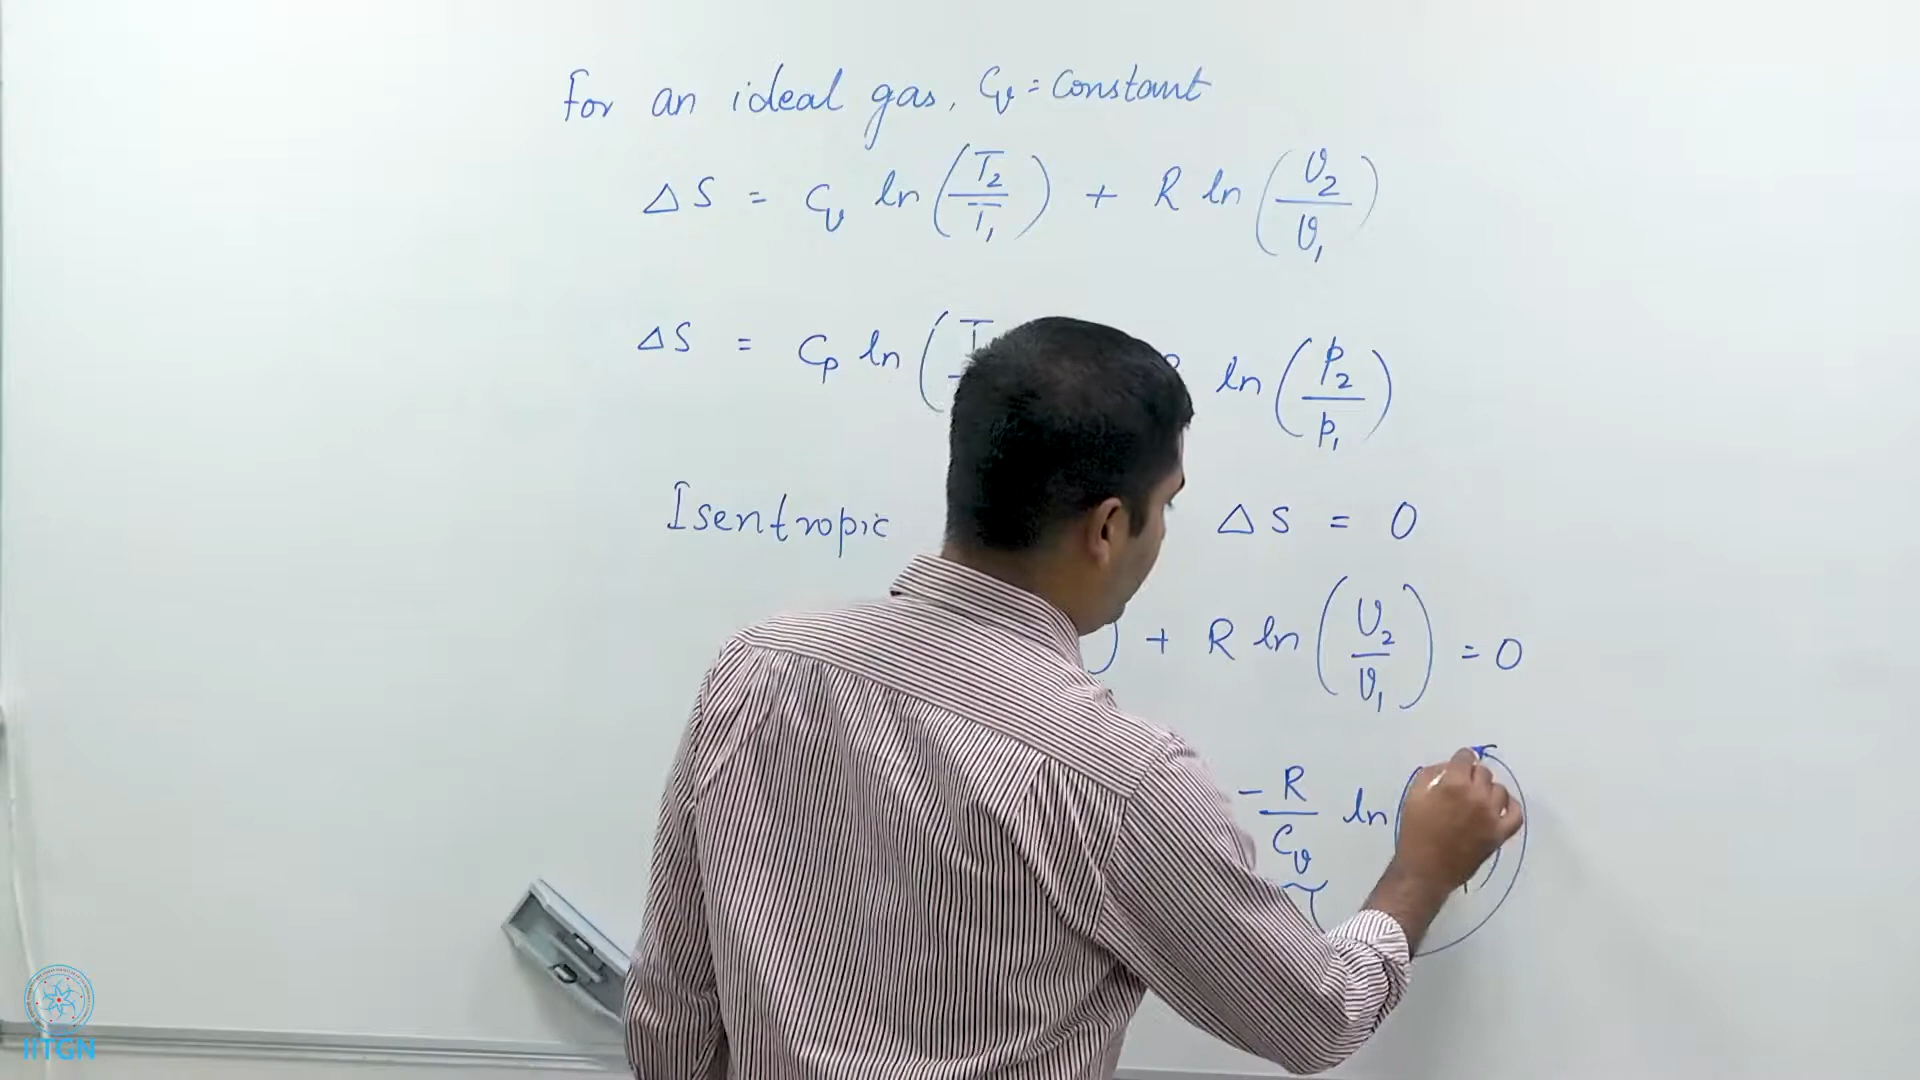 For an ideal gas, Cv = Constant
ΔS = Cv ln(T2/T1) + R ln(v2/v1)
ΔS = Cp ln(T ln(p2/p1)
Isentropic ΔS = 0
) + R ln(v2/v1) = 0
-R/Cv ln(
IITGN